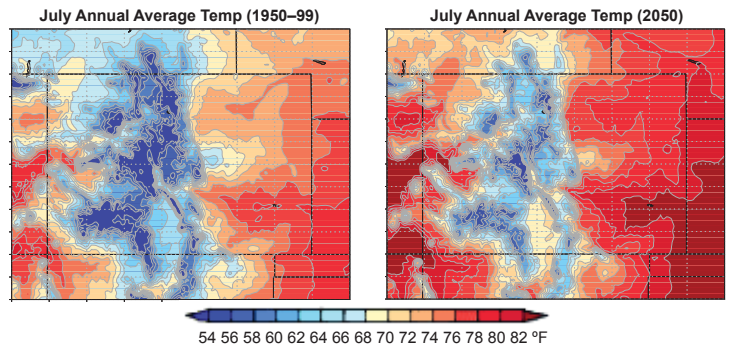 July Annual Average Temp (1950–99)
July Annual Average Temp (2050)
54 56 58 60 62 64 66 68 70 72 74 76 78 80 82 ºF